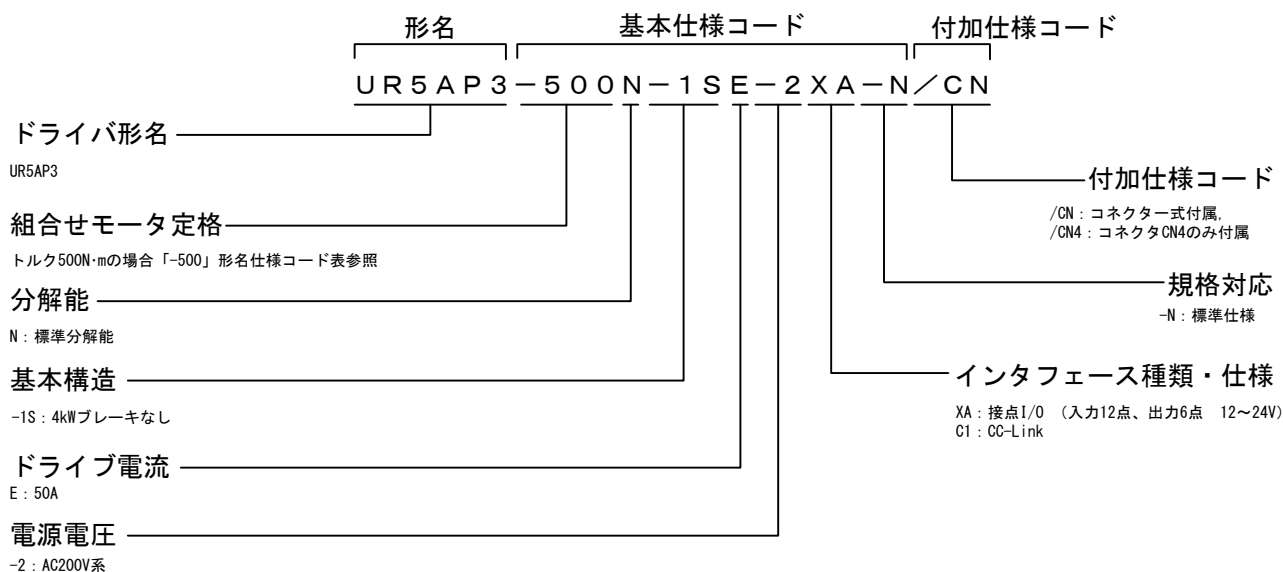 形名 基本仕様コード 付加仕様コード
UR5AP3-500N-1SE-2XA-N/CN
ドライバ形名
UR5AP3
付加仕様コード
/CN：コネクタ一式付属,
/CN4：コネクタCN4のみ付属
組合せモータ定格
トルク500N･mの場合「-500」形名仕様コード表参照
規格対応
-N：標準仕様
分解能
N：標準分解能
基本構造
-1S：4kWブレーキなし
インタフェース種類・仕様
XA：接点I/O （入力12点、出力6点 12～24V）
C1：CC-Link
ドライブ電流
E：50A
電源電圧
-2：AC200V系